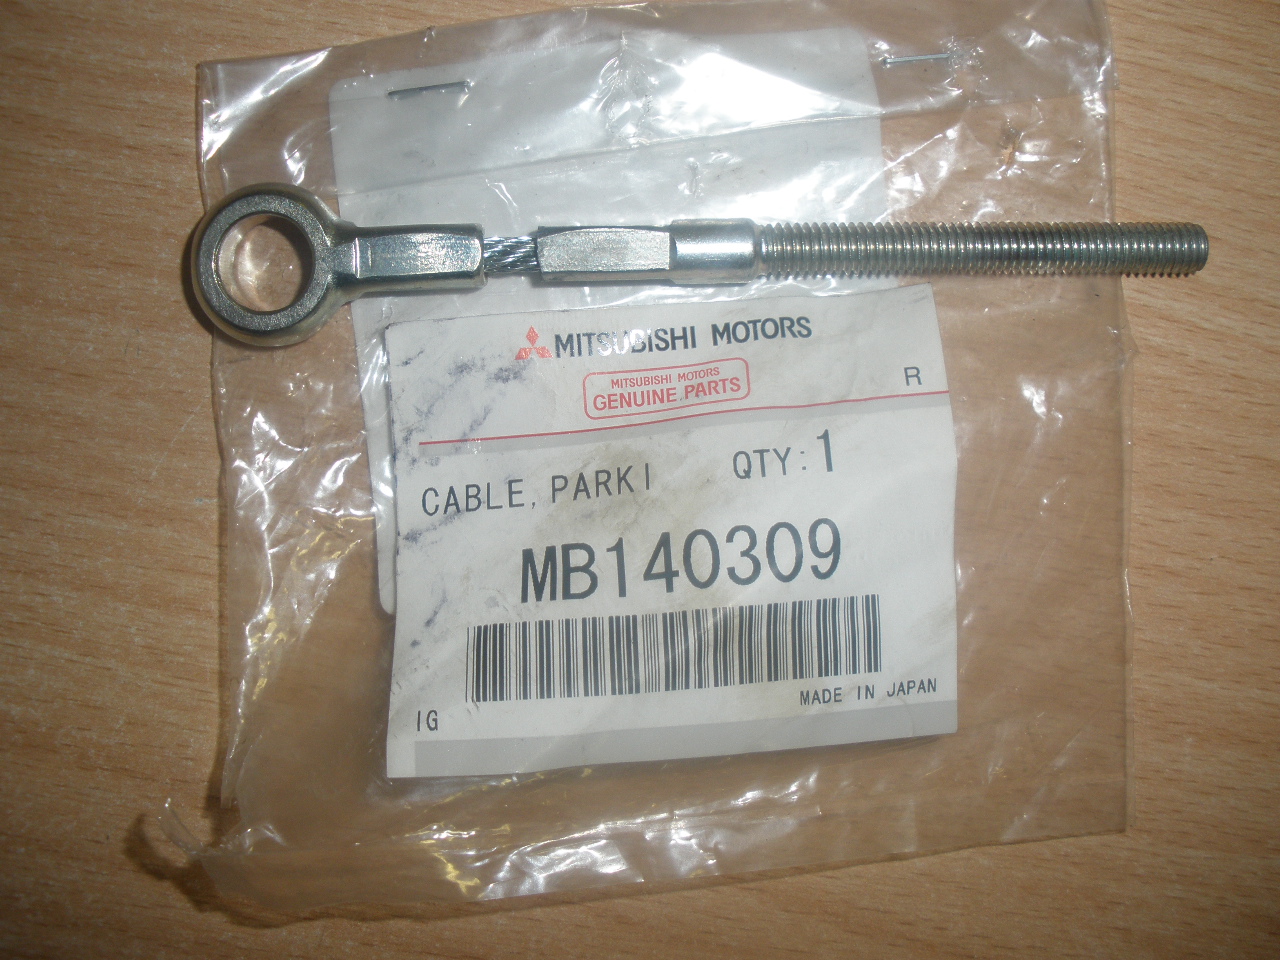 MITSUBISHI MOTORS
MITSUBISHI MOTORS
GENUINE PARTS
R
CABLE, PARKI QTY: 1
MB140309
IG MADE IN JAPAN